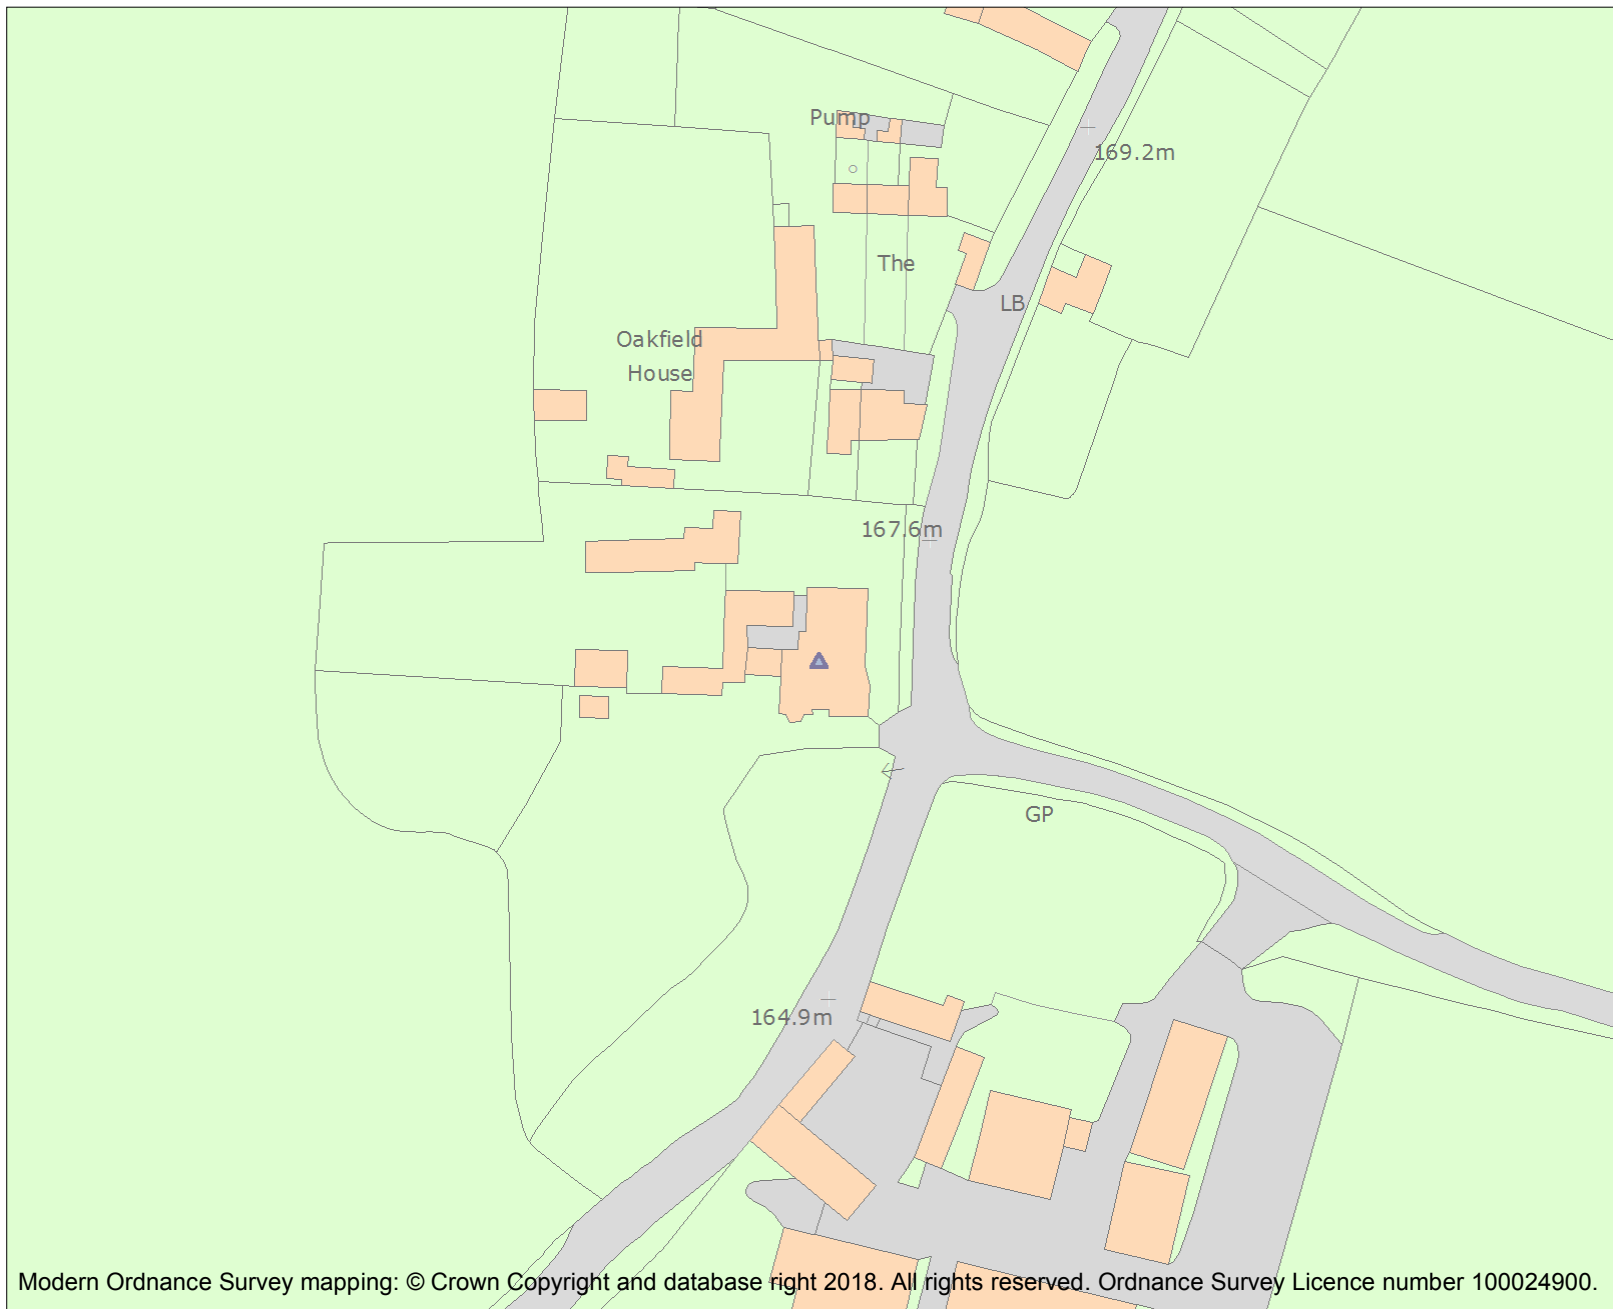 Pump
169.2m
The
LB
Oakfield
House
167.6m
GP
164.9m
Modern Ordnance Survey mapping: © Crown Copyright and database right 2018. All rights reserved. Ordnance Survey Licence number 100024900.